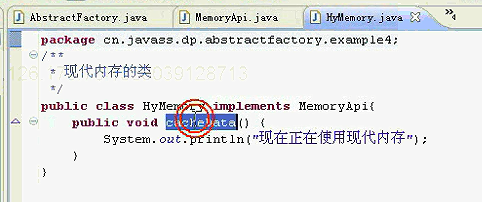 AbstractFactory.java MemoryApi.java HyMemory.java
package cn.javass.dp.abstractfactory.example4;
/**
* 现代内存的类
*/
public class HyMemory implements MemoryApi{
public void cacheData() {
System.out.println("现在正在使用现代内存");
}
}